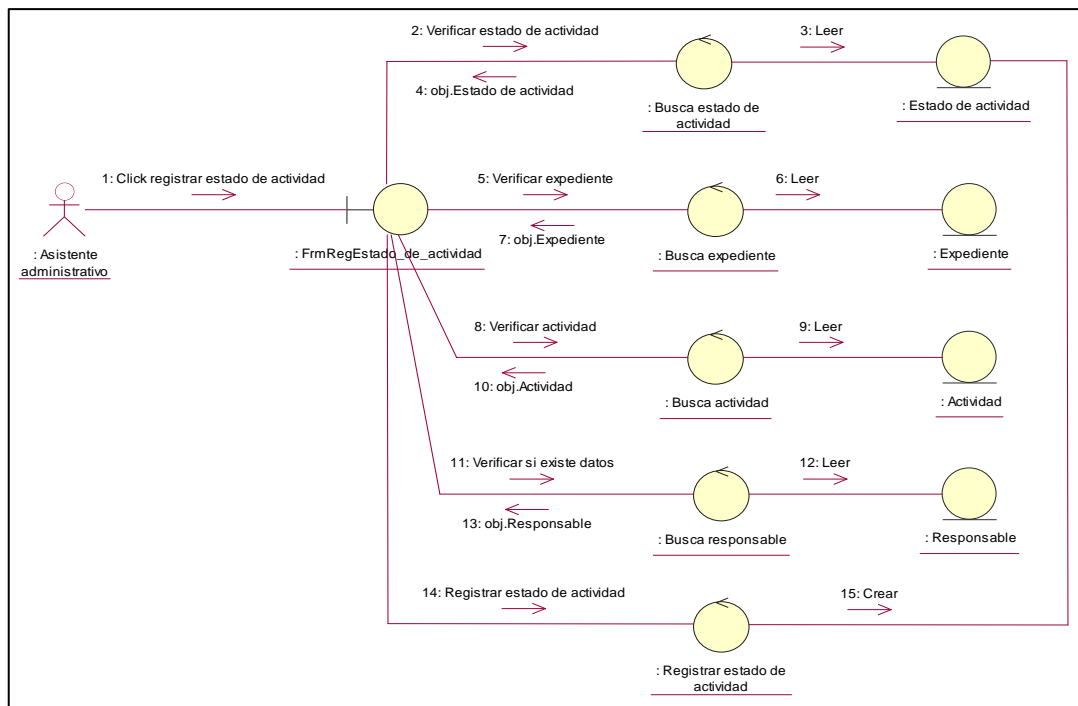 2: Verificar estado de actividad
3: Leer
4: obj.Estado de actividad
: Busca estado de
actividad
: Estado de actividad
1: Click registrar estado de actividad
5: Verificar expediente
6: Leer
7: obj.Expediente
: Asistente
administrativo
: FrmRegEstado_de_actividad
: Busca expediente
: Expediente
8: Verificar actividad
9: Leer
10: obj.Actividad
: Busca actividad
: Actividad
11: Verificar si existe datos
12: Leer
13: obj.Responsable
: Busca responsable
: Responsable
14: Registrar estado de actividad
15: Crear
: Registrar estado de
actividad